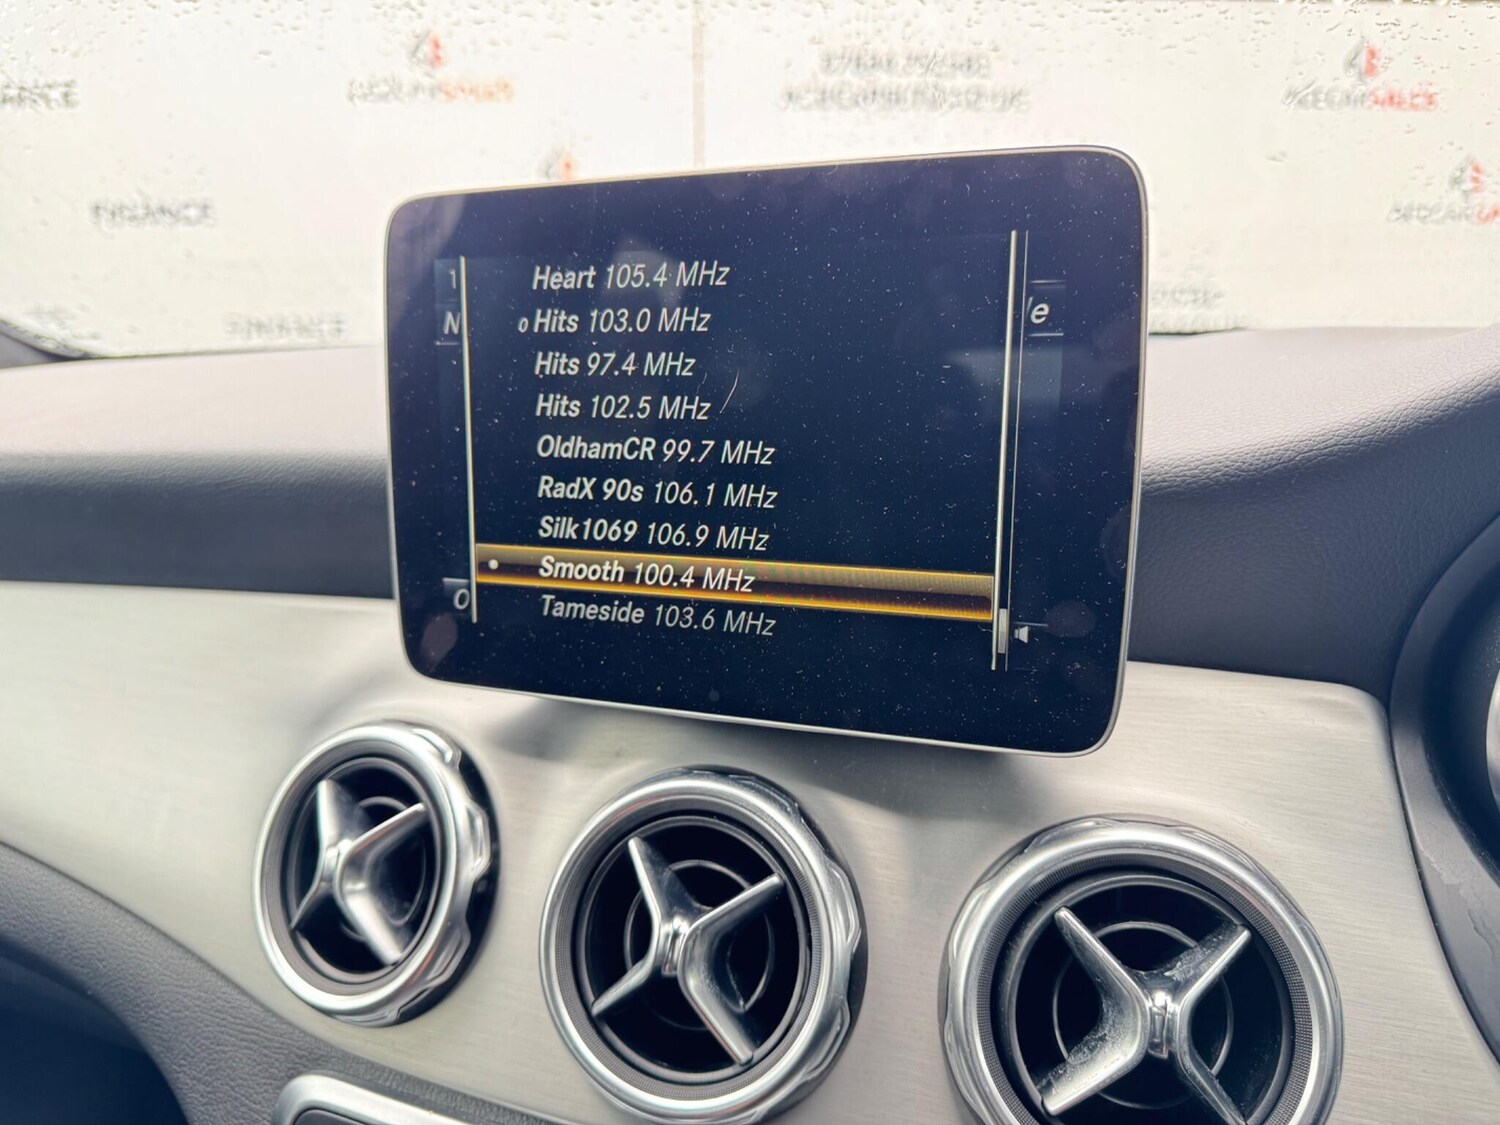 FINANCE
Heart 105.4 MHz
Hits 103.0 MHz
Hits 97.4 MHz
Hits 102.5 MHz
OldhamCR 99.7 MHz
RadX 90s 106.1 MHz
Silk1069 106.9 MHz
Smooth 100.4 MHz
Tameside 103.6 MHz
1
N
O
e
FINANCE